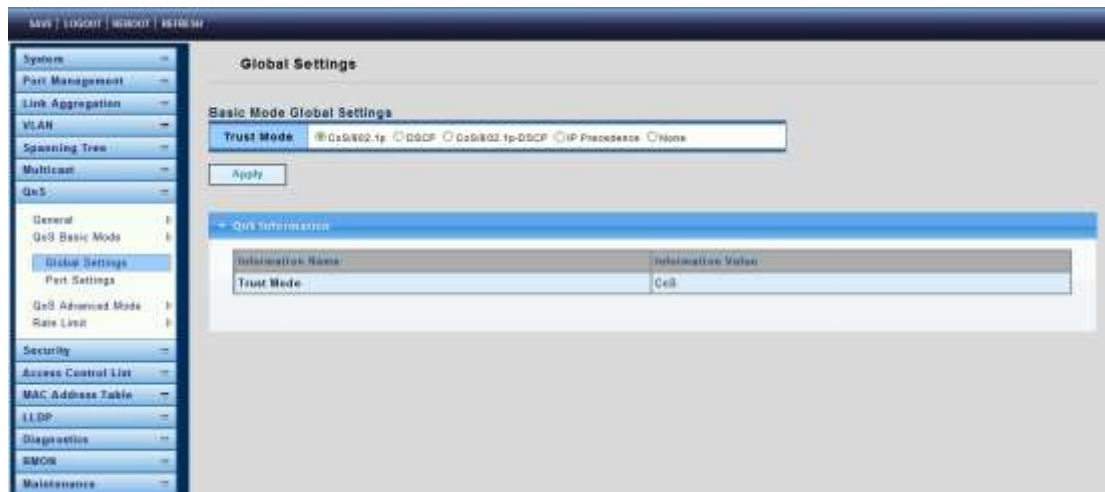 SAVE | LOGOUT | REBOOT | REFRESH
System
Port Management
Link Aggregation
VLAN
Spanning Tree
Multicast
QoS
General
QoS Basic Mode
Global Settings
Port Settings
QoS Advanced Mode
Rate Limit
Security
Access Control List
MAC Address Table
LLDP
Diagnostics
RMON
Maintenance
Global Settings
Basic Mode Global Settings
Trust Mode CoS/802.1p DSCP CoS/802.1p-DSCP IP Precedence None
Apply
QoS Information
Information Name Information Value
Trust Mode CoS